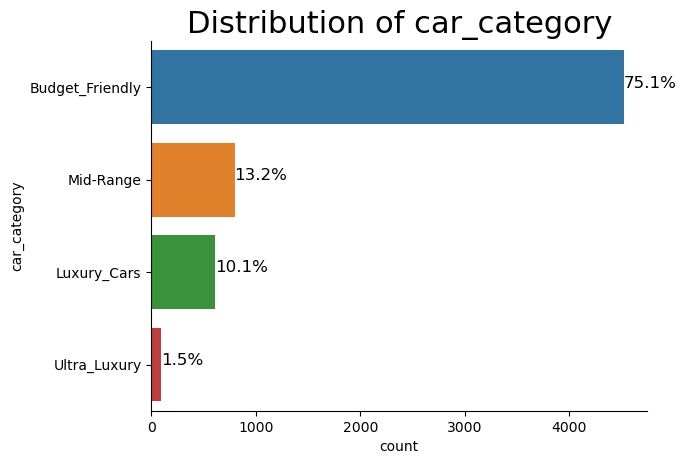 Distribution of car_category
Budget_Friendly
75.1%
Mid-Range
13.2%
Luxury_Cars
10.1%
Ultra_Luxury
1.5%
car_category
0 1000 2000 3000 4000
count